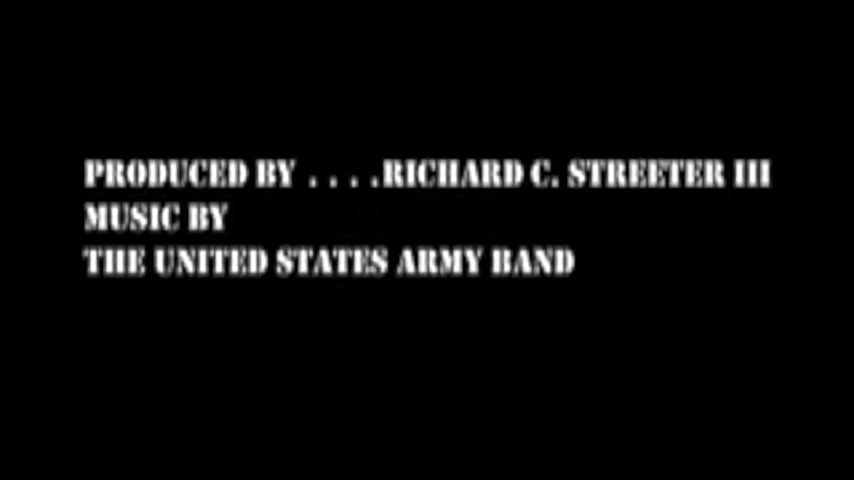 PRODUCED BY . . . .RICHARD C. STREETER III
MUSIC BY
THE UNITED STATES ARMY BAND